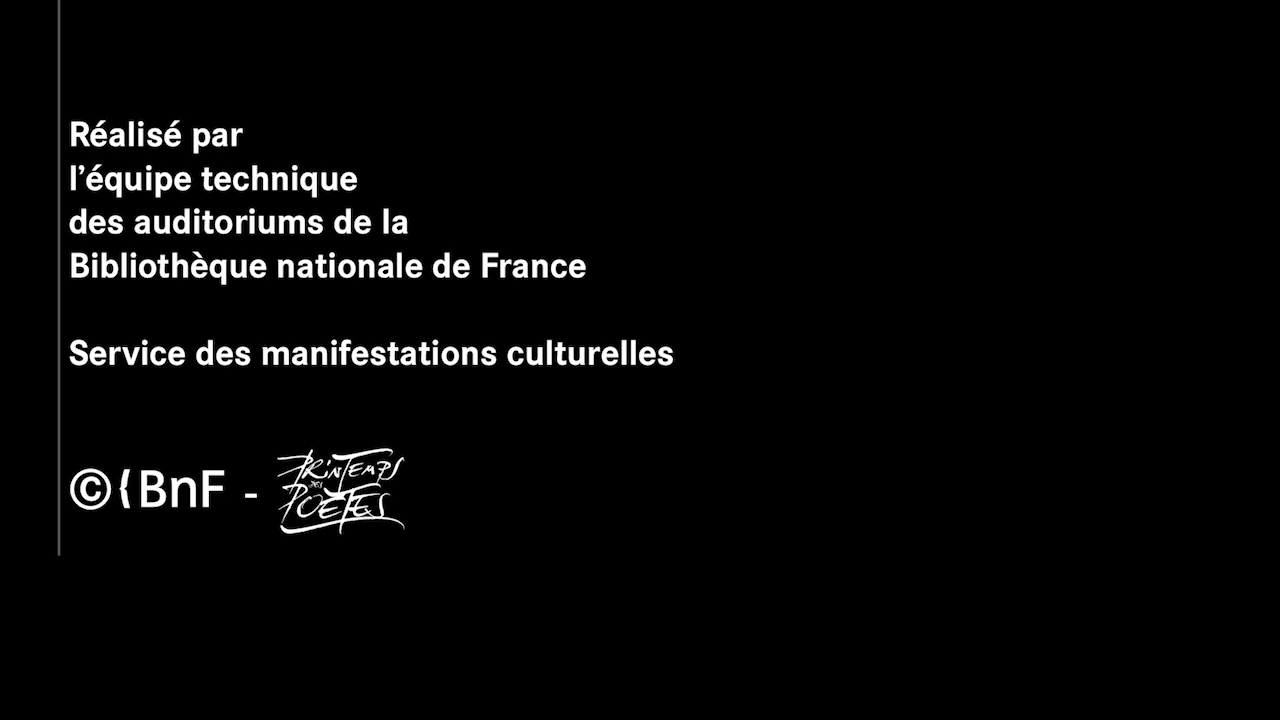 Réalisé par
l’équipe technique
des auditoriums de la
Bibliothèque nationale de France
Service des manifestations culturelles
©{BnF - PRINTEMPS
DES
POÈTES